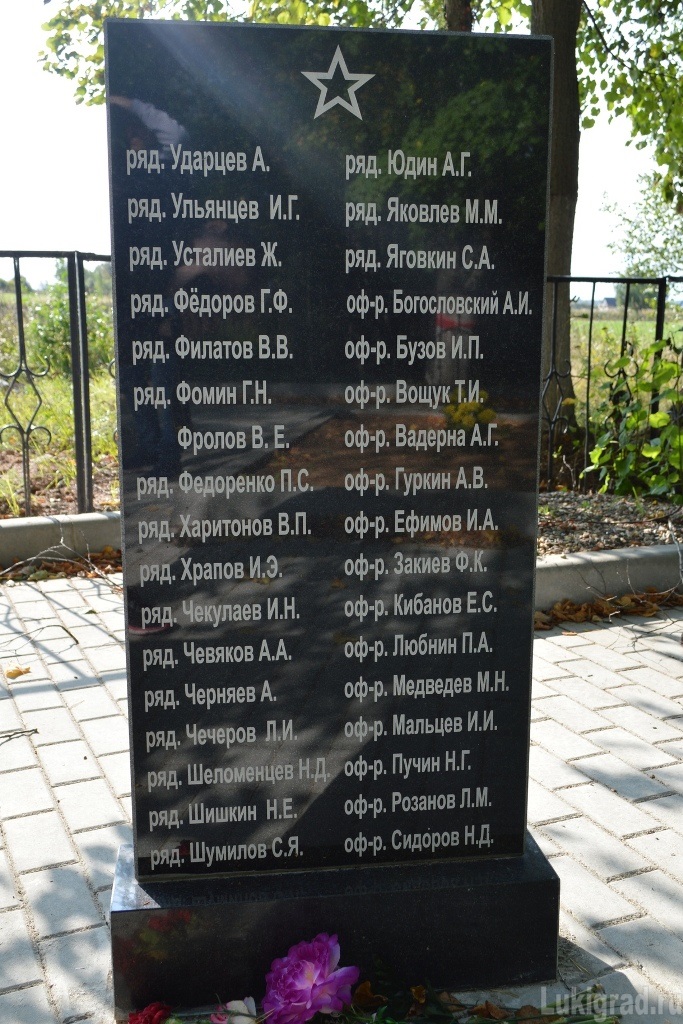 ряд. Ударцев А.
ряд. Ульянцев И.Г.
ряд. Усталиев Ж.
ряд. Фёдоров Г.Ф.
ряд. Филатов В.В.
ряд. Фомин Г.Н.
Фролов В. Е.
ряд. Федоренко П.С.
ряд. Харитонов В.П.
ряд. Храпов И.Э.
ряд. Чекулаев И.Н.
ряд. Чевяков А.А.
ряд. Черняев А.
ряд. Чечеров Л.И.
ряд. Шеломенцев Н.Д.
ряд. Шишкин Н.Е.
ряд. Шумилов С.Я.
ряд. Юдин А.Г.
ряд. Яковлев М.М.
ряд. Яговкин С.А.
оф-р. Богословский А.И.
оф-р. Бузов И.П.
оф-р. Вощук Т.И.
оф-р. Вадерна А.Г.
оф-р. Гуркин А.В.
оф-р. Ефимов И.А.
оф-р. Закиев Ф.К.
оф-р. Кибанов Е.С.
оф-р. Любнин П.А.
оф-р. Медведев М.Н.
оф-р. Мальцев И.И.
оф-р. Пучин Н.Г.
оф-р. Розанов Л.М.
оф-р. Сидоров Н.Д.
Lukigrad.ru